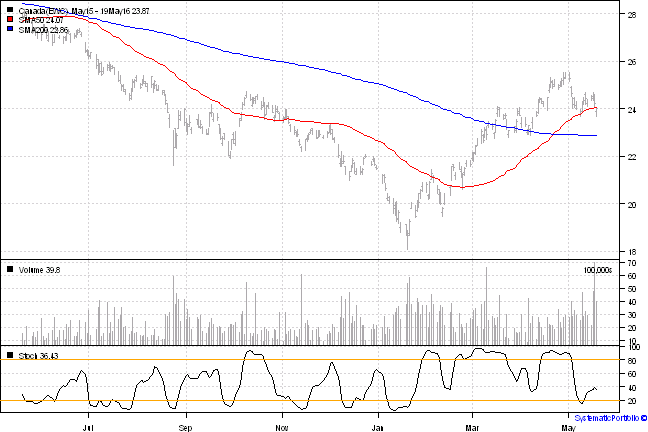 Canada(EWC) May15 - 19May16 23.87
SMA50 24.07
SMA200 22.86
28
26
24
22
20
18
Volume 39.8
100,000s
70
60
50
40
30
20
10
Stoch 36.43
100
80
60
40
20
Jul Sep Nov Jan Mar May
SystematicPortfolio ©